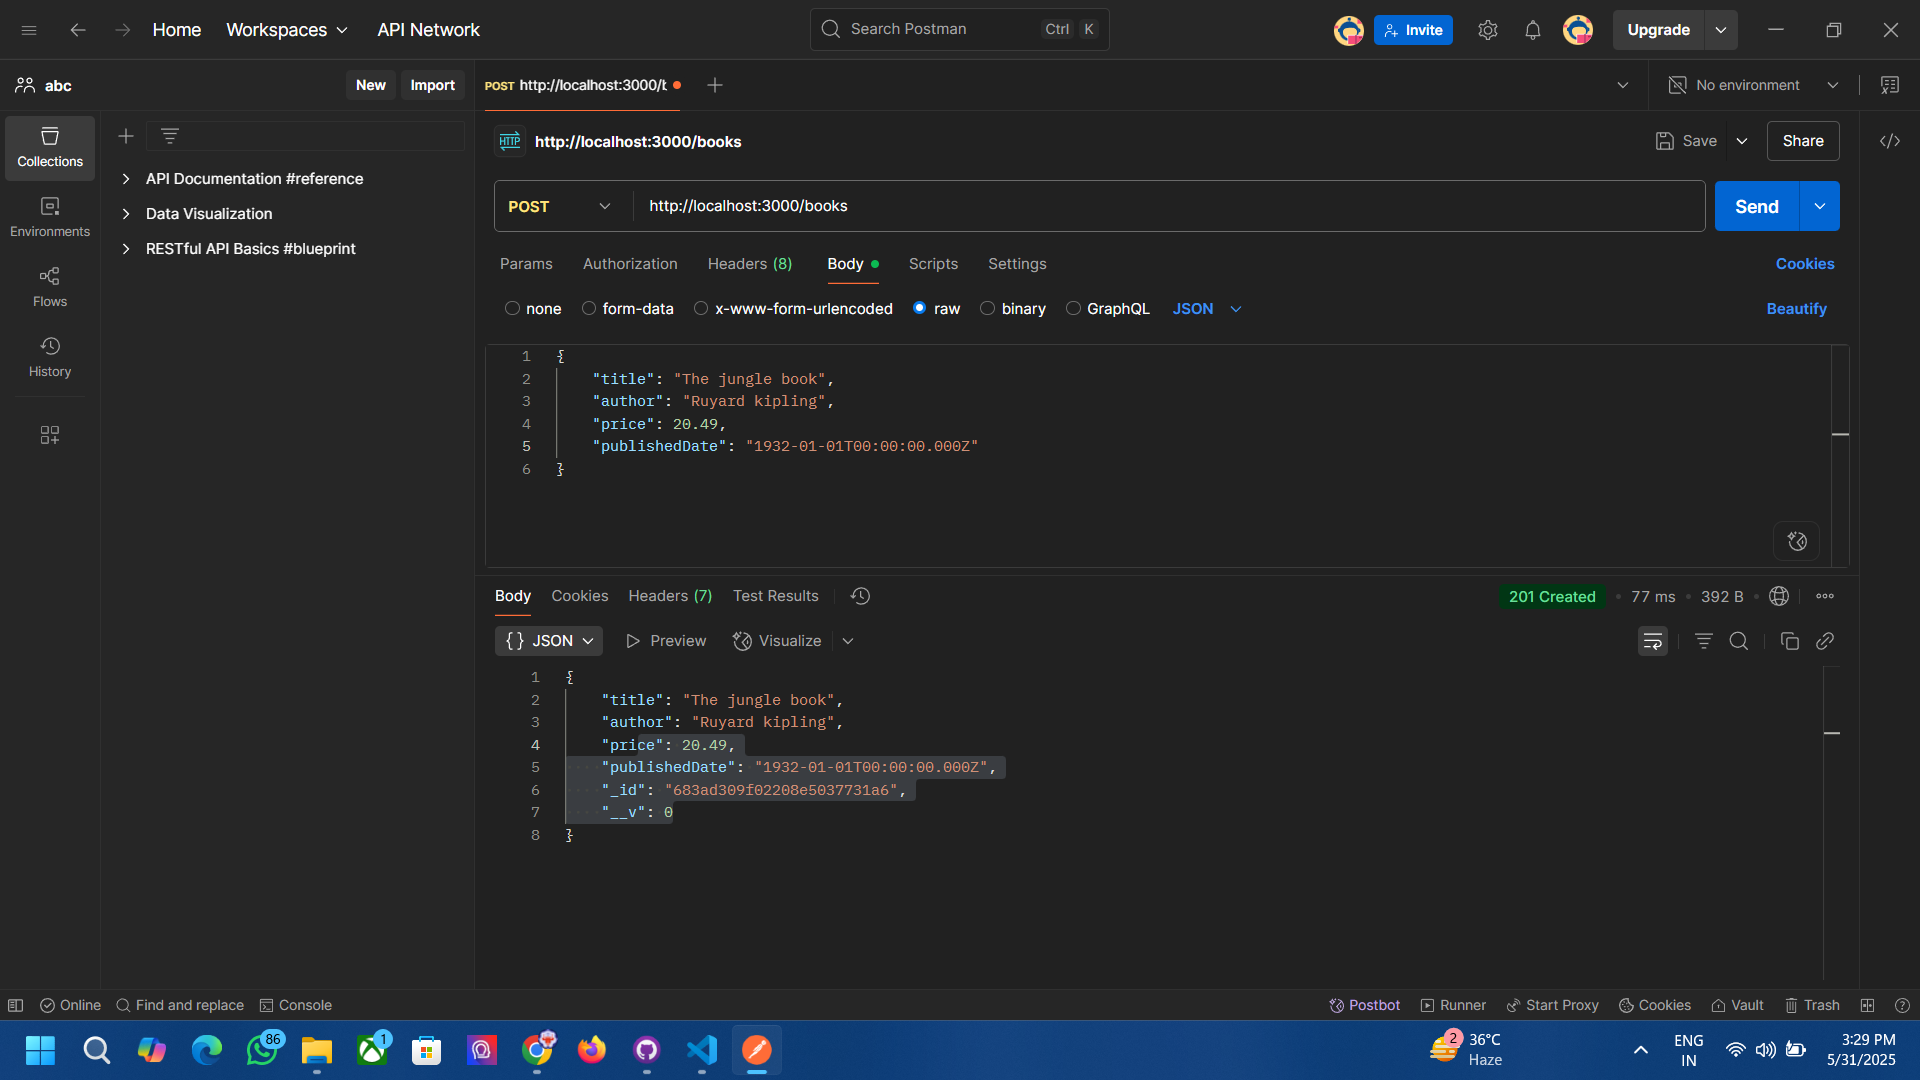 Home Workspaces API Network Search Postman Ctrl K Invite Upgrade
abc New Import POST http://localhost:3000/b No environment
HTTP http://localhost:3000/books Save Share
Collections
Environments
Flows
History
API Documentation #reference
Data Visualization
RESTful API Basics #blueprint
POST http://localhost:3000/books Send
Params Authorization Headers (8) Body Scripts Settings Cookies
none form-data x-www-form-urlencoded raw binary GraphQL JSON Beautify
1 {
2 "title": "The jungle book",
3 "author": "Ruyard kipling",
4 "price": 20.49,
5 "publishedDate": "1932-01-01T00:00:00.000Z"
6 }
Body Cookies Headers (7) Test Results 201 Created 77 ms 392 B
{} JSON Preview Visualize
1 {
2 "title": "The jungle book",
3 "author": "Ruyard kipling",
4 "price": 20.49,
5 "publishedDate": "1932-01-01T00:00:00.000Z",
6 "_id": "683ad309f02208e5037731a6",
7 "__v": 0
8 }
Online Find and replace Console Postbot Runner Start Proxy Cookies Vault Trash
86 1 2 36°C ENG 3:29 PM
Haze IN 5/31/2025